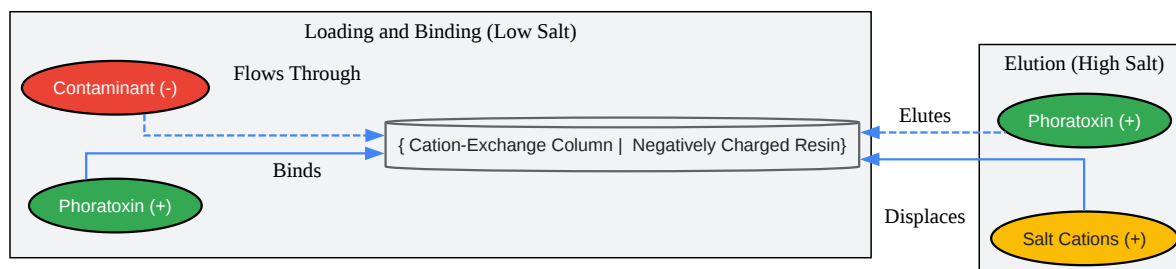 Loading and Binding (Low Salt)
Contaminant (-)
Flows Through
{ Cation-Exchange Column |  Negatively Charged Resin}
Binds
Phoratoxin (+)
Elution (High Salt)
Elutes
Phoratoxin (+)
Displaces
Salt Cations (+)